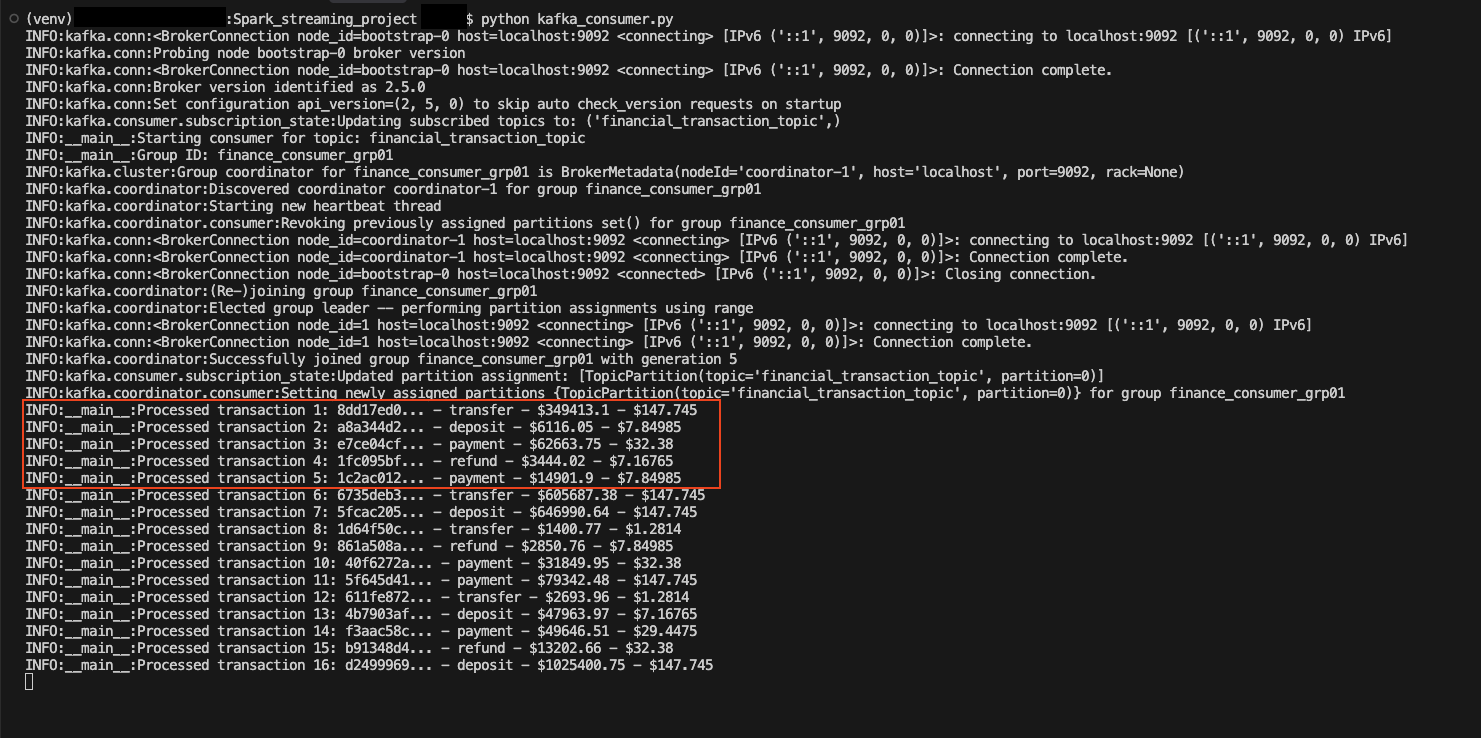 (venv) :Spark_streaming_project $ python kafka_consumer.py
INFO:kafka.conn:<BrokerConnection node_id=bootstrap-0 host=localhost:9092 <connecting> [IPv6 ('::1', 9092, 0, 0)]>: connecting to localhost:9092 [('::1', 9092, 0, 0) IPv6]
INFO:kafka.conn:Probing node bootstrap-0 broker version
INFO:kafka.conn:<BrokerConnection node_id=bootstrap-0 host=localhost:9092 <connecting> [IPv6 ('::1', 9092, 0, 0)]>: Connection complete.
INFO:kafka.conn:Broker version identified as 2.5.0
INFO:kafka.conn:Set configuration api_version=(2, 5, 0) to skip auto check_version requests on startup
INFO:kafka.consumer.subscription_state:Updating subscribed topics to: ('financial_transaction_topic',)
INFO:__main__:Starting consumer for topic: financial_transaction_topic
INFO:__main__:Group ID: finance_consumer_grp01
INFO:kafka.cluster:Group coordinator for finance_consumer_grp01 is BrokerMetadata(nodeId='coordinator-1', host='localhost', port=9092, rack=None)
INFO:kafka.coordinator:Discovered coordinator coordinator-1 for group finance_consumer_grp01
INFO:kafka.coordinator:Starting new heartbeat thread
INFO:kafka.coordinator.consumer:Revoking previously assigned partitions set() for group finance_consumer_grp01
INFO:kafka.conn:<BrokerConnection node_id=coordinator-1 host=localhost:9092 <connecting> [IPv6 ('::1', 9092, 0, 0)]>: connecting to localhost:9092 [('::1', 9092, 0, 0) IPv6]
INFO:kafka.conn:<BrokerConnection node_id=coordinator-1 host=localhost:9092 <connecting> [IPv6 ('::1', 9092, 0, 0)]>: Connection complete.
INFO:kafka.conn:<BrokerConnection node_id=bootstrap-0 host=localhost:9092 <connected> [IPv6 ('::1', 9092, 0, 0)]>: Closing connection.
INFO:kafka.coordinator:(Re-)joining group finance_consumer_grp01
INFO:kafka.coordinator:Elected group leader -- performing partition assignments using range
INFO:kafka.conn:<BrokerConnection node_id=1 host=localhost:9092 <connecting> [IPv6 ('::1', 9092, 0, 0)]>: connecting to localhost:9092 [('::1', 9092, 0, 0) IPv6]
INFO:kafka.conn:<BrokerConnection node_id=1 host=localhost:9092 <connecting> [IPv6 ('::1', 9092, 0, 0)]>: Connection complete.
INFO:kafka.coordinator:Successfully joined group finance_consumer_grp01 with generation 5
INFO:kafka.consumer.subscription_state:Updated partition assignment: [TopicPartition(topic='financial_transaction_topic', partition=0)]
INFO:kafka.coordinator.consumer:Setting newly assigned partitions {TopicPartition(topic='financial_transaction_topic', partition=0)} for group finance_consumer_grp01
INFO:__main__:Processed transaction 1: 8dd17ed0... - transfer - $349413.1 - $147.745
INFO:__main__:Processed transaction 2: a8a344d2... - deposit - $6116.05 - $7.84985
INFO:__main__:Processed transaction 3: e7ce04cf... - payment - $62663.75 - $32.38
INFO:__main__:Processed transaction 4: 1fc095bf... - refund - $3444.02 - $7.16765
INFO:__main__:Processed transaction 5: 1c2ac012... - payment - $14901.9 - $7.84985
INFO:__main__:Processed transaction 6: 6735deb3... - transfer - $605687.38 - $147.745
INFO:__main__:Processed transaction 7: 5fcac205... - deposit - $646990.64 - $147.745
INFO:__main__:Processed transaction 8: 1d64f50c... - transfer - $1400.77 - $1.2814
INFO:__main__:Processed transaction 9: 861a508a... - refund - $2850.76 - $7.84985
INFO:__main__:Processed transaction 10: 40f6272a... - payment - $31849.95 - $32.38
INFO:__main__:Processed transaction 11: 5f645d41... - payment - $79342.48 - $147.745
INFO:__main__:Processed transaction 12: 611fe872... - transfer - $2693.96 - $1.2814
INFO:__main__:Processed transaction 13: 4b7903af... - deposit - $47963.97 - $7.16765
INFO:__main__:Processed transaction 14: f3aac58c... - payment - $49646.51 - $29.4475
INFO:__main__:Processed transaction 15: b91348d4... - refund - $13202.66 - $32.38
INFO:__main__:Processed transaction 16: d2499969... - deposit - $1025400.75 - $147.745